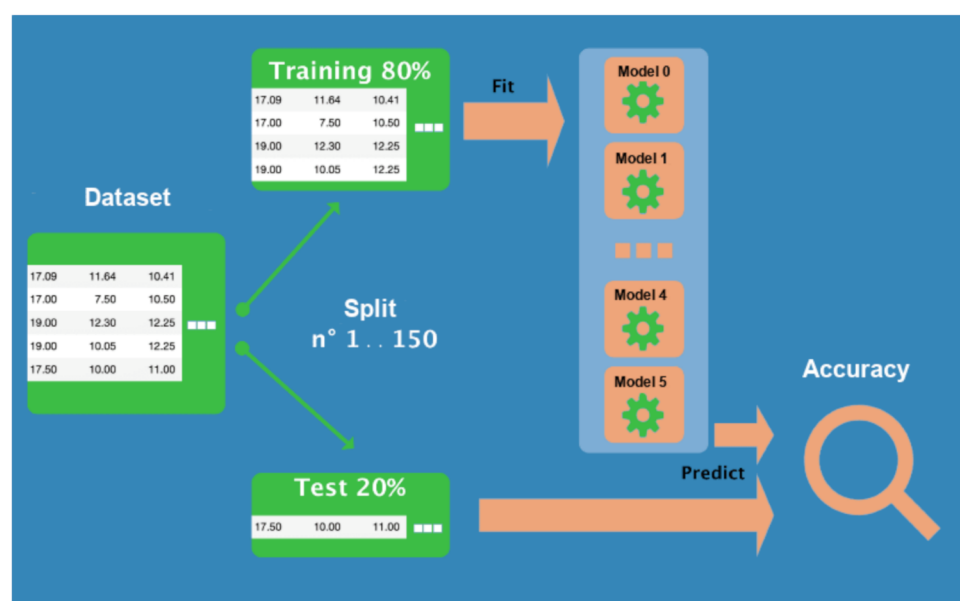 Dataset
17.09 11.64 10.41
17.00 7.50 10.50
19.00 12.30 12.25
19.00 10.05 12.25
17.50 10.00 11.00
Training 80%
17.09 11.64 10.41
17.00 7.50 10.50
19.00 12.30 12.25
19.00 10.05 12.25
Split
n° 1 . . 150
Test 20%
17.50 10.00 11.00
Fit
Model 0
Model 1
Model 4
Model 5
Predict
Accuracy